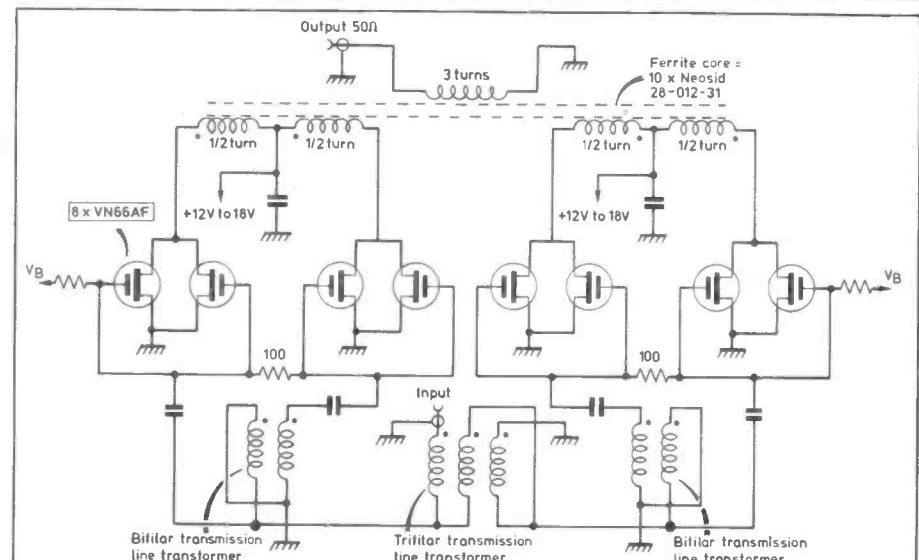 Output 50Ω
3 turns
Ferrite core =
10 x Neosid
28-012-31
1/2 turn
1/2 turn
1/2 turn
1/2 turn
+12V to 18V
+12V to 18V
8 x VN66AF
VB
VB
100
100
Input
Bifilar transmission
line transformer
Trifilar transmission
line transformer
Bifilar transmission
line transformer